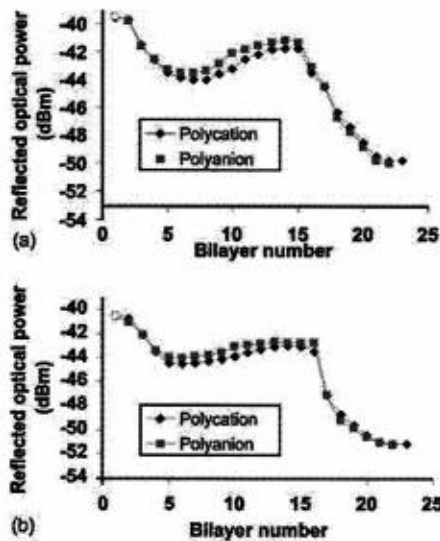 Reflected optical power
(dBm)
-40
-42
-44
-46
-48
-50
-52
-54
Polycation
Polyanion
0 5 10 15 20 25
Bilayer number
(a)
Reflected optical power
(dBm)
-40
-42
-44
-46
-48
-50
-52
-54
Polycation
Polyanion
0 5 10 15 20 25
Bilayer number
(b)